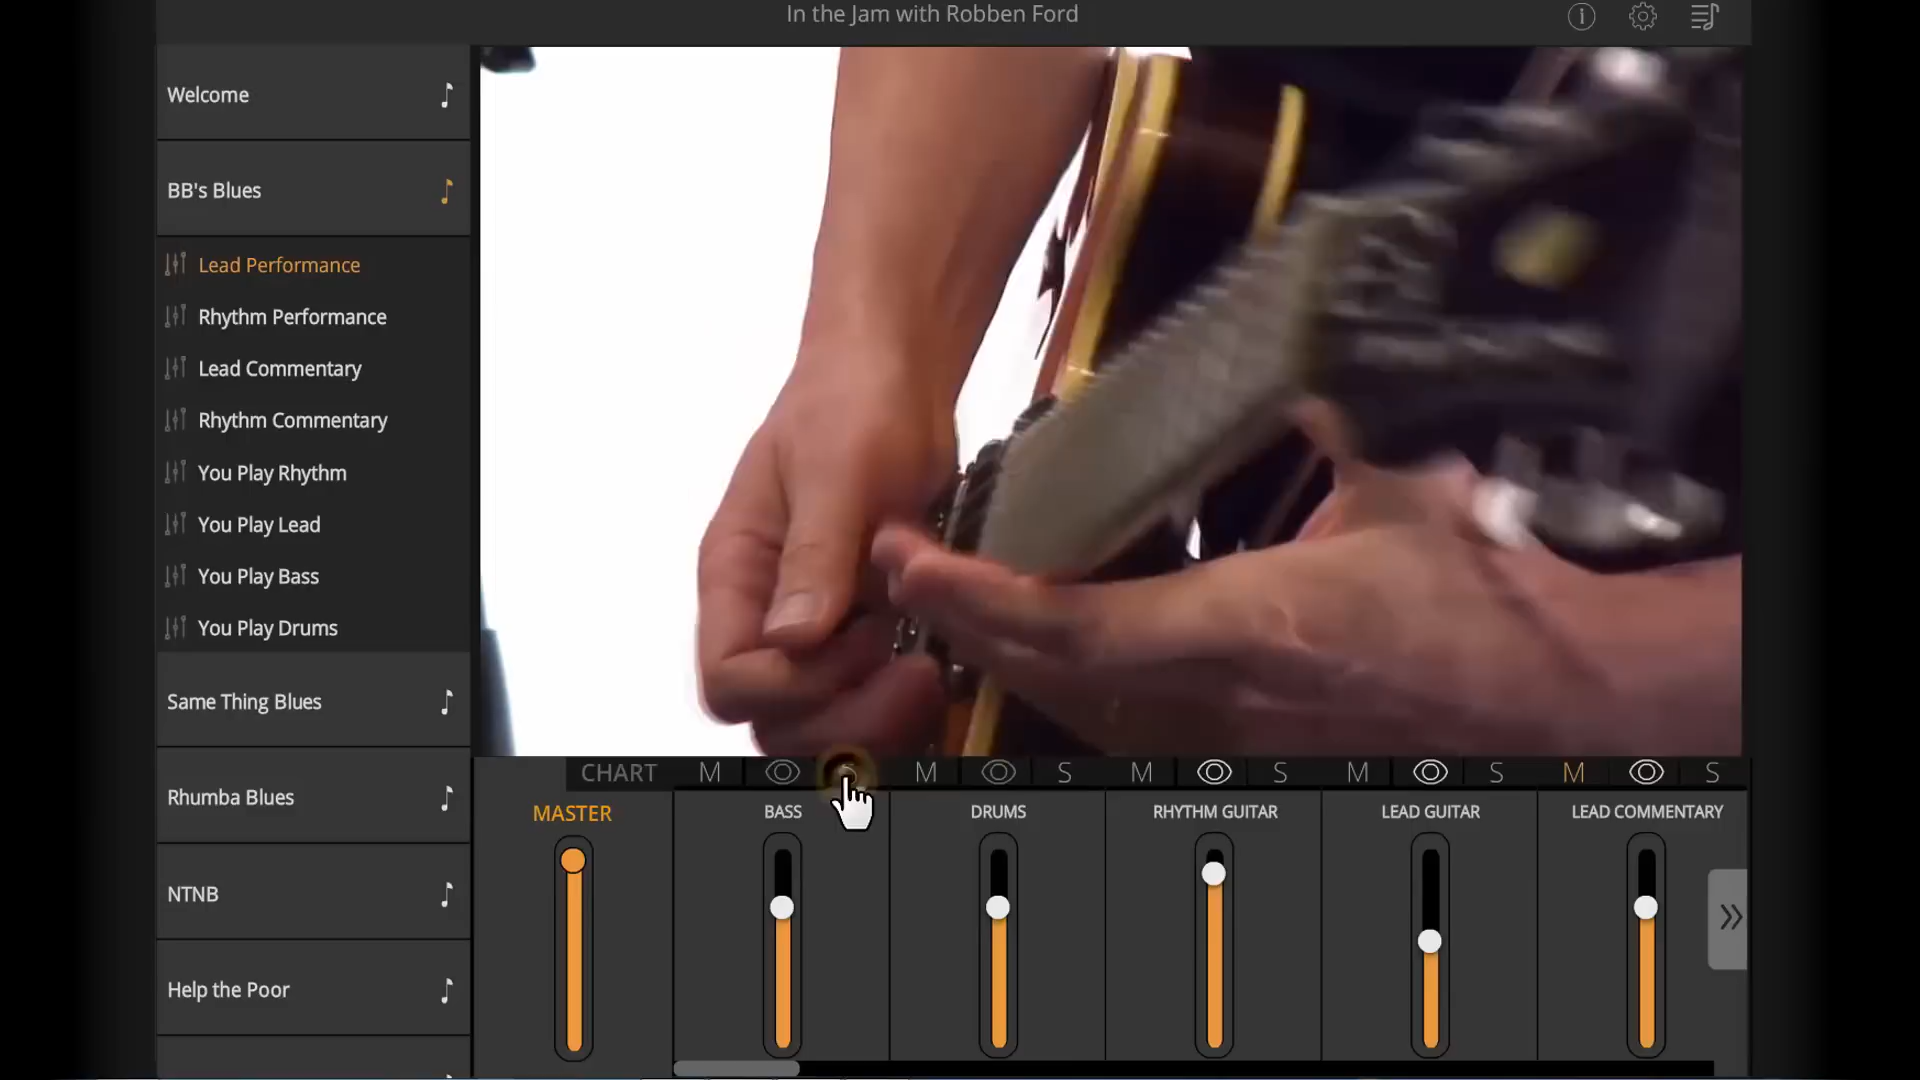 In the Jam with Robben Ford
Welcome
BB's Blues
Lead Performance
Rhythm Performance
Lead Commentary
Rhythm Commentary
You Play Rhythm
You Play Lead
You Play Bass
You Play Drums
Same Thing Blues
Rhumba Blues
NTNB
Help the Poor
CHART M S M S M S M S M S
MASTER BASS DRUMS RHYTHM GUITAR LEAD GUITAR LEAD COMMENTARY